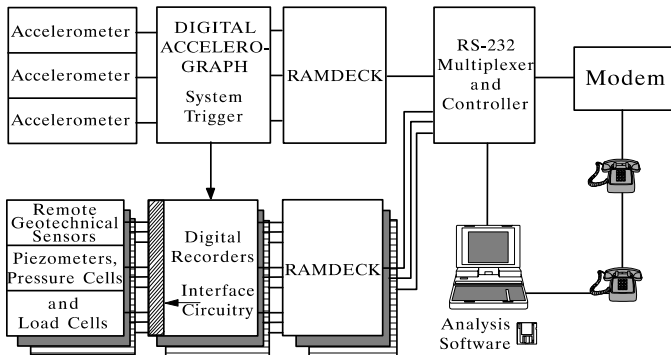 Accelerometer
Accelerometer
Accelerometer
DIGITAL
ACCELERO-
GRAPH
System
Trigger
RAMDECK
RS-232
Multiplexer
and
Controller
Modem
Remote
Geotechnical
Sensors
Piezometers,
Pressure Cells
and
Load Cells
Digital
Recorders
Interface
Circuitry
RAMDECK
Analysis
Software